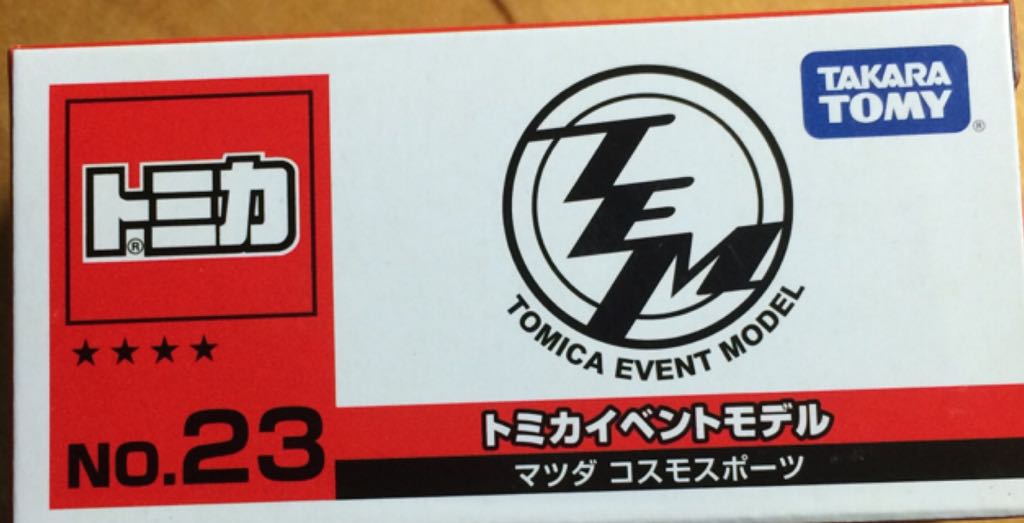 トミカ®
★★★★
NO.23
TEM
TOMICA EVENT MODEL
TAKARA
TOMY®
トミカイベントモデル
マツダ コスモスポーツ